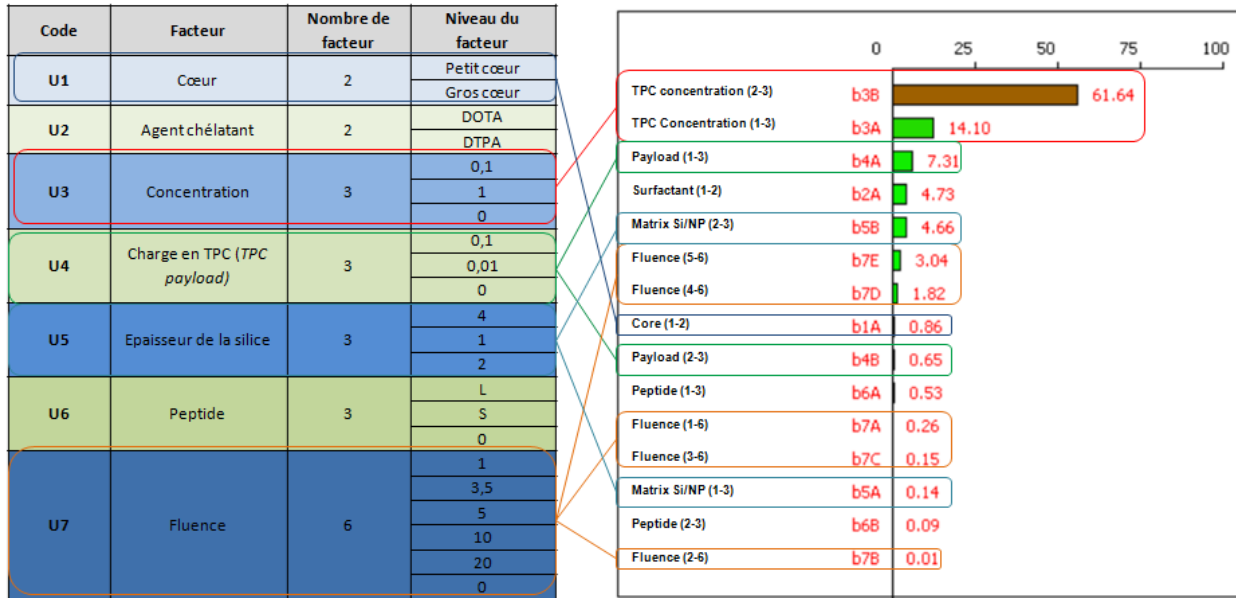 Code Facteur Nombre de facteur Niveau du facteur
U1 Cœur 2 Petit cœur
Gros cœur
U2 Agent chélatant 2 DOTA
DTPA
U3 Concentration 3 0,1
1
0
U4 Charge en TPC (TPC payload) 3 0,1
0,01
0
U5 Epaisseur de la silice 3 4
1
2
U6 Peptide 3 L
S
0
U7 Fluence 6 1
3,5
5
10
20
0
0 25 50 75 100
TPC concentration (2-3) b3B 61.64
TPC Concentration (1-3) b3A 14.10
Payload (1-3) b4A 7.31
Surfactant (1-2) b2A 4.73
Matrix Si/NP (2-3) b5B 4.66
Fluence (5-6) b7E 3.04
Fluence (4-6) b7D 1.82
Core (1-2) b1A 0.86
Payload (2-3) b4B 0.65
Peptide (1-3) b6A 0.53
Fluence (1-6) b7A 0.26
Fluence (3-6) b7C 0.15
Matrix Si/NP (1-3) b5A 0.14
Peptide (2-3) b6B 0.09
Fluence (2-6) b7B 0.01